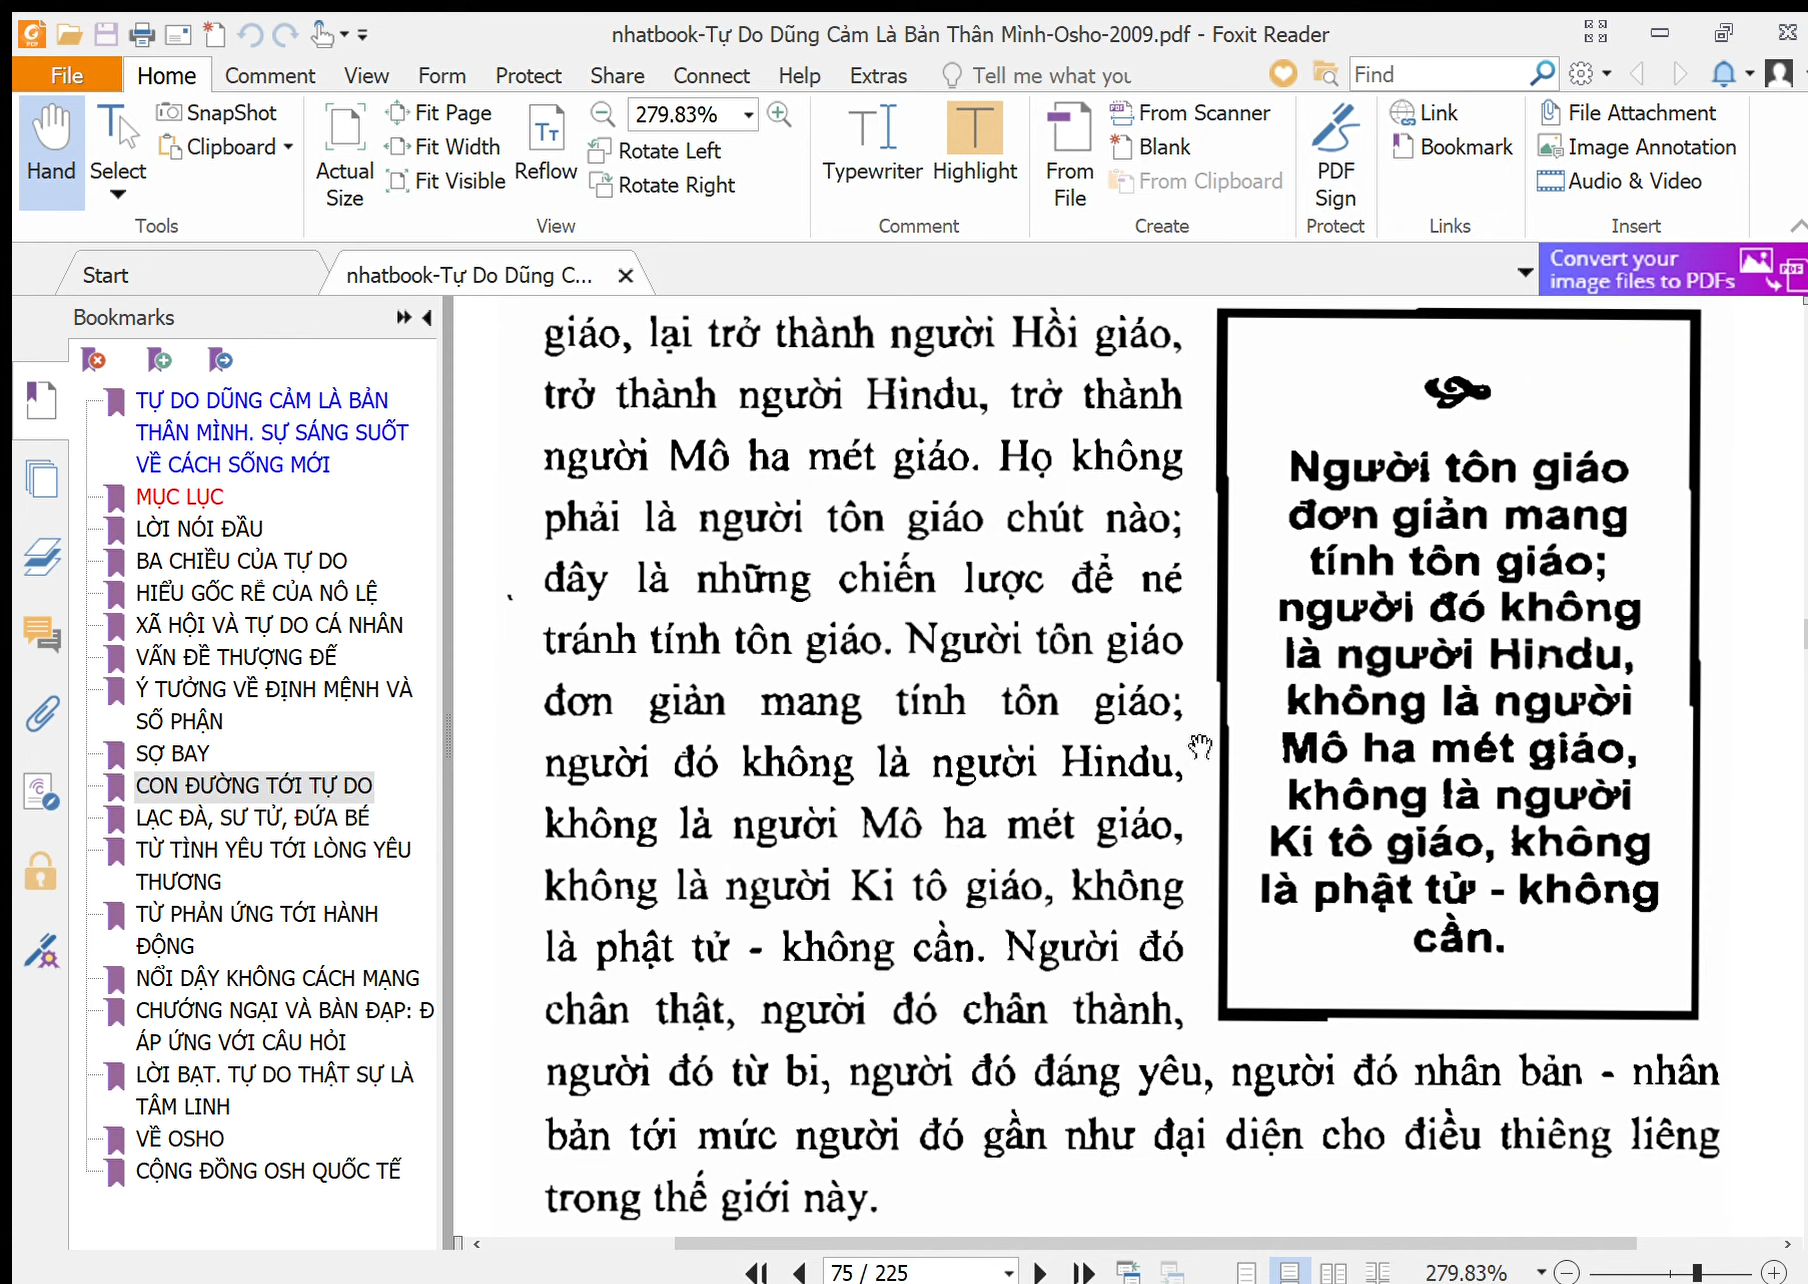 nhatbook-Tự Do Dũng Cảm Là Bản Thân Mình-Osho-2009.pdf - Foxit Reader
File Home Comment View Form Protect Share Connect Help Extras Tell me what you Find
Hand
Select
SnapShot
Clipboard
Tools
Actual Size
Fit Page
Fit Width
Fit Visible
Reflow
279.83%
Rotate Left
Rotate Right
View
Typewriter
Highlight
Comment
From File
From Scanner
Blank
From Clipboard
Create
PDF Sign
Protect
Link
Bookmark
Links
File Attachment
Image Annotation
Audio & Video
Insert
Start
nhatbook-Tự Do Dũng C...
Convert your
image files to PDFs
Bookmarks
TỰ DO DŨNG CẢM LÀ BẢN
THÂN MÌNH. SỰ SÁNG SUỐT
VỀ CÁCH SỐNG MỚI
MỤC LỤC
LỜI NÓI ĐẦU
BA CHIỀU CỦA TỰ DO
HIỂU GỐC RỄ CỦA NÔ LỆ
XÃ HỘI VÀ TỰ DO CÁ NHÂN
VẤN ĐỀ THƯỢNG ĐẾ
Ý TƯỞNG VỀ ĐỊNH MỆNH VÀ
SỐ PHẬN
SỢ BAY
CON ĐƯỜNG TỚI TỰ DO
LẠC ĐÀ, SƯ TỬ, ĐỨA BÉ
TỪ TÌNH YÊU TỚI LÒNG YÊU
THƯƠNG
TỪ PHẢN ỨNG TỚI HÀNH
ĐỘNG
NỔI DẬY KHÔNG CÁCH MẠNG
CHƯỚNG NGẠI VÀ BÀN ĐẠP: Đ
ÁP ỨNG VỚI CÂU HỎI
LỜI BẠT. TỰ DO THẬT SỰ LÀ
TÂM LINH
VỀ OSHO
CỘNG ĐỒNG OSH QUỐC TẾ
giáo, lại trở thành người Hồi giáo,
trở thành người Hindu, trở thành
người Mô ha mét giáo. Họ không
phải là người tôn giáo chút nào;
đây là những chiến lược để né
tránh tính tôn giáo. Người tôn giáo
đơn giản mang tính tôn giáo;
người đó không là người Hindu,
không là người Mô ha mét giáo,
không là người Ki tô giáo, không
là phật tử - không cần. Người đó
chân thật, người đó chân thành,
người đó từ bi, người đó đáng yêu, người đó nhân bản - nhân
bản tới mức người đó gần như đại diện cho điều thiêng liêng
trong thế giới này.
Người tôn giáo
đơn giản mang
tính tôn giáo;
người đó không
là người Hindu,
không là người
Mô ha mét giáo,
không là người
Ki tô giáo, không
là phật tử - không
cần.
75 / 225
279.83%